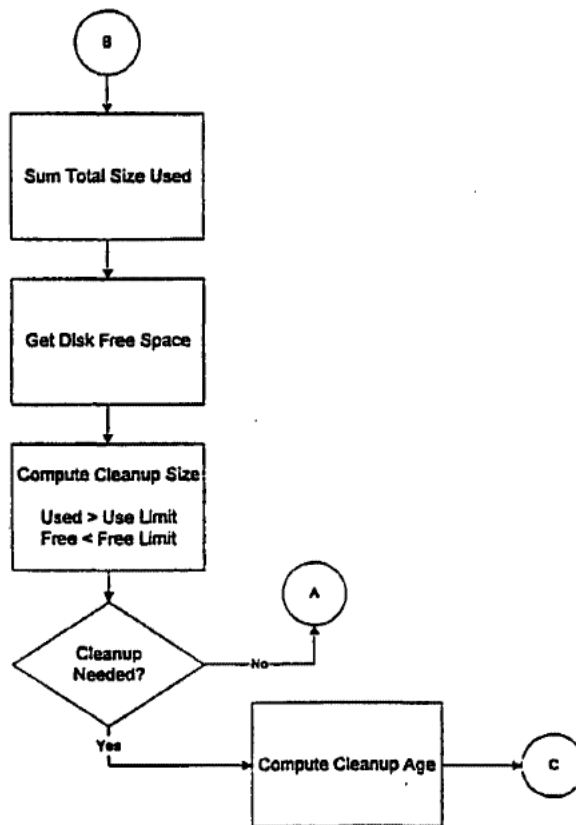 B
Sum Total Size Used
Get Disk Free Space
Compute Cleanup Size
Used > Use Limit
Free < Free Limit
A
Cleanup
Needed?
No
Yes
Compute Cleanup Age
C